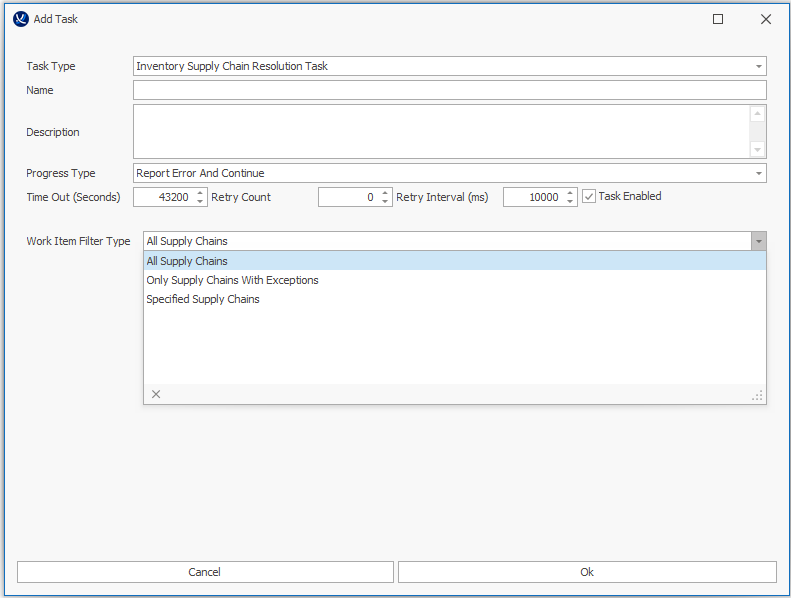 Add Task
Task Type Inventory Supply Chain Resolution Task
Name
Description
Progress Type Report Error And Continue
Time Out (Seconds) 43200 Retry Count 0 Retry Interval (ms) 10000 Task Enabled
Work Item Filter Type All Supply Chains
All Supply Chains
Only Supply Chains With Exceptions
Specified Supply Chains
Cancel Ok